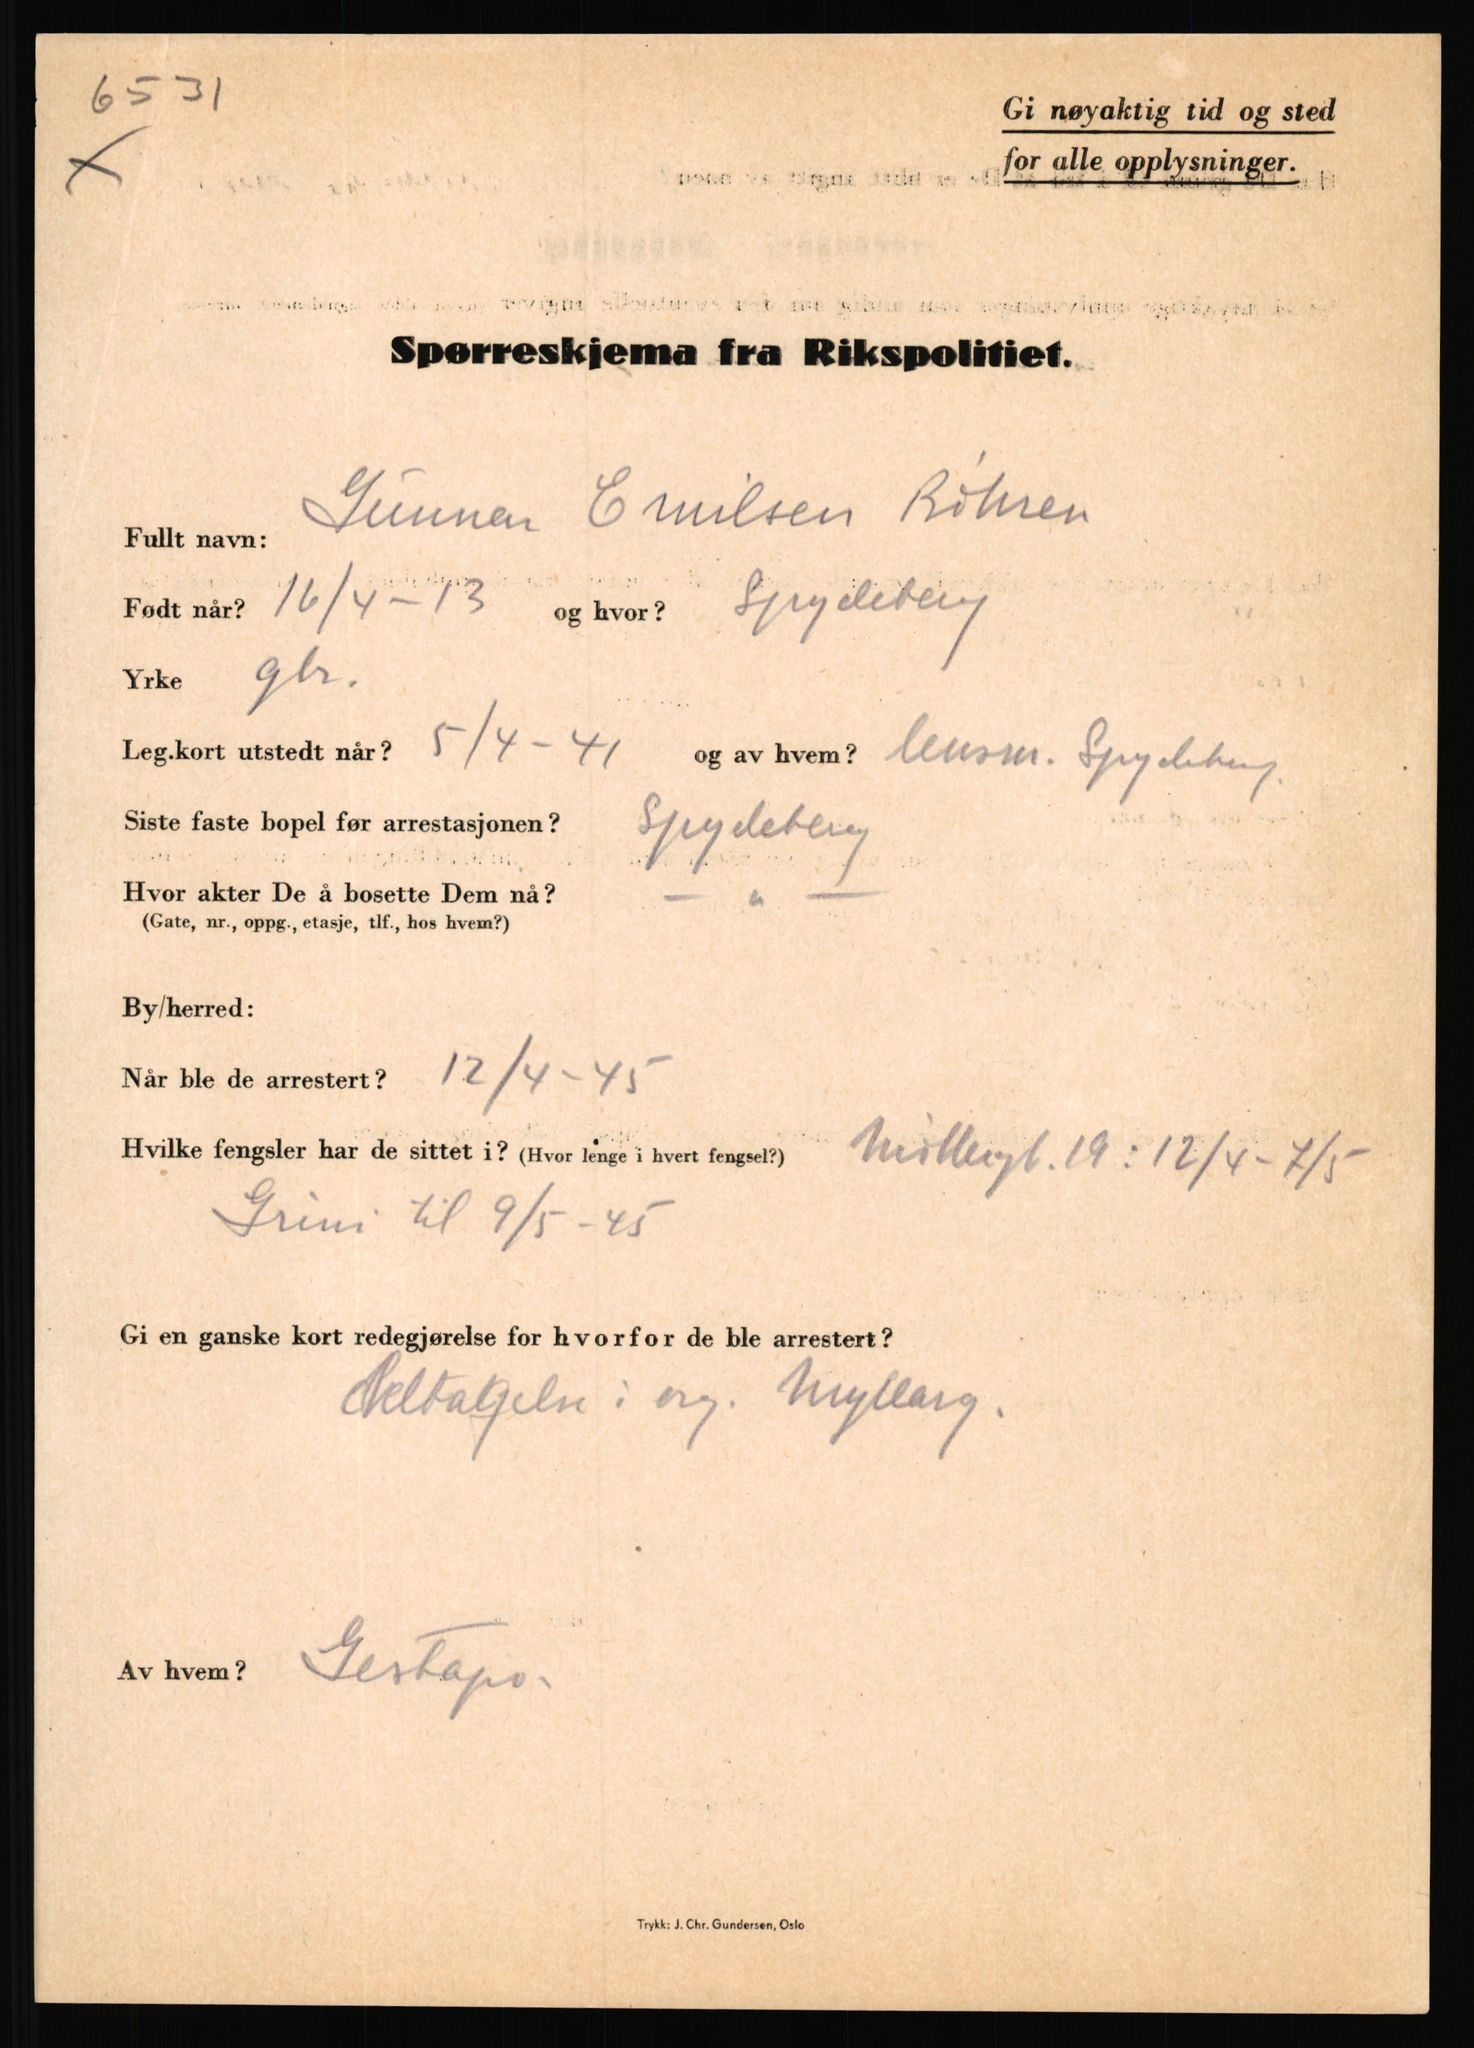 6531
X
Gi nøyaktig tid og sted
for alle opplysninger.
Spørreskjema fra Rikspolitiet.
Fullt navn: Gunnar Emilsen Röhren
Født når? 16/4-13 og hvor? Spydeberg
Yrke gbr.
Leg.kort utstedt når? 5/4-41 og av hvem? lensm. Spydeberg.
Siste faste bopel før arrestasjonen? Spydeberg
Hvor akter De å bosette Dem nå? — " —
(Gate, nr., oppg., etasje, tlf., hos hvem?)
By/herred:
Når ble de arrestert? 12/4-45
Hvilke fengsler har de sittet i? (Hvor lenge i hvert fengsel?) Möllergt. 19: 12/4-7/5
Grini til 9/5-45
Gi en ganske kort redegjørelse for hvorfor de ble arrestert?
Deltakelse i org. Myllarg.
Av hvem? Gestapo.
Trykk: J. Chr. Gundersen, Oslo